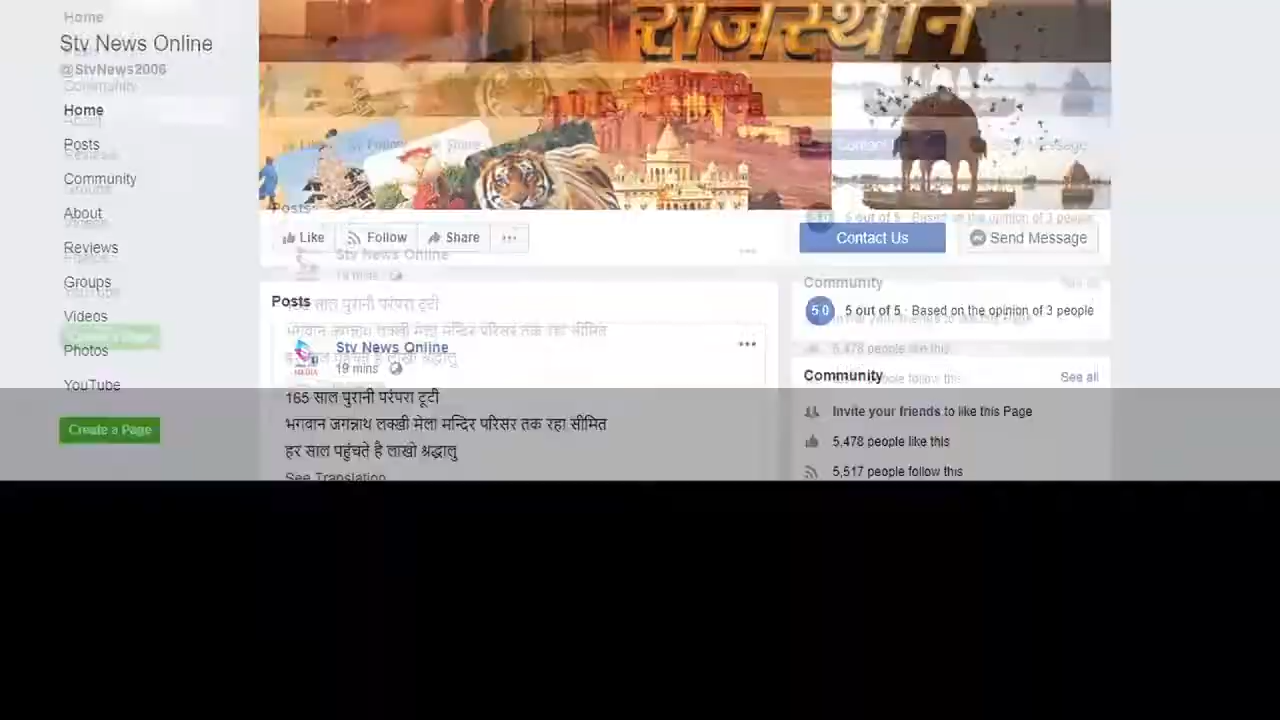 राजस्थान
Home
Stv News Online
@StvNews2006
Community
Home
Posts
Community
About
Reviews
Groups
Videos
Photos
YouTube
Create a Page
Like
Follow
Share
Contact Us
Send Message
Posts
Stv News Online
19 mins
165 साल पुरानी परंपरा टूटी
भगवान जगन्नाथ लक्खी मेला मन्दिर परिसर तक रहा सीमित
हर साल पहुंचते है लाखो श्रद्धालु
See Translation
5.0
5 out of 5 · Based on the opinion of 3 people
Community
See all
Invite your friends to like this Page
5,478 people like this
5,517 people follow this